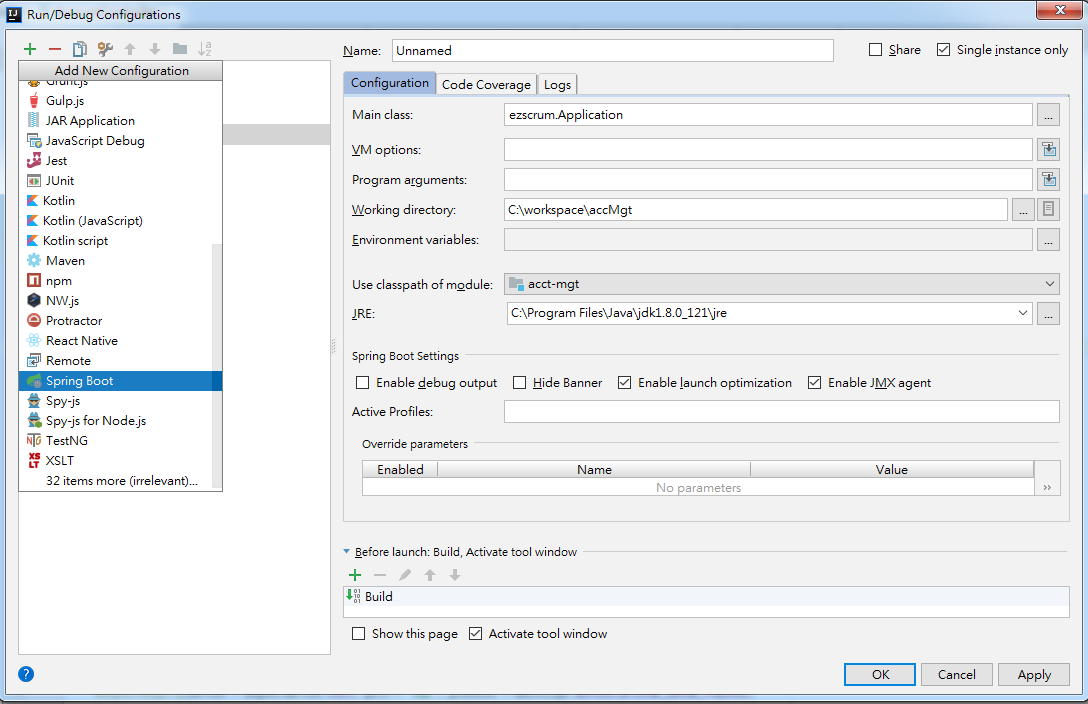 Run/Debug Configurations
Add New Configuration
Grunt.js
Gulp.js
JAR Application
JavaScript Debug
Jest
JUnit
Kotlin
Kotlin (JavaScript)
Kotlin script
Maven
npm
NW.js
Protractor
React Native
Remote
Spring Boot
Spy-js
Spy-js for Node.js
TestNG
XSLT
32 items more (irrelevant)...
Name: Unnamed Share Single instance only
Configuration Code Coverage Logs
Main class: ezscrum.Application ...
VM options:
Program arguments:
Working directory: C:\workspace\accMgt ...
Environment variables: ...
Use classpath of module: acct-mgt
JRE: C:\Program Files\Java\jdk1.8.0_121\jre ...
Spring Boot Settings
Enable debug output Hide Banner Enable launch optimization Enable JMX agent
Active Profiles:
Override parameters
Enabled Name Value
No parameters »
Before launch: Build, Activate tool window
Build
Show this page Activate tool window
? OK Cancel Apply